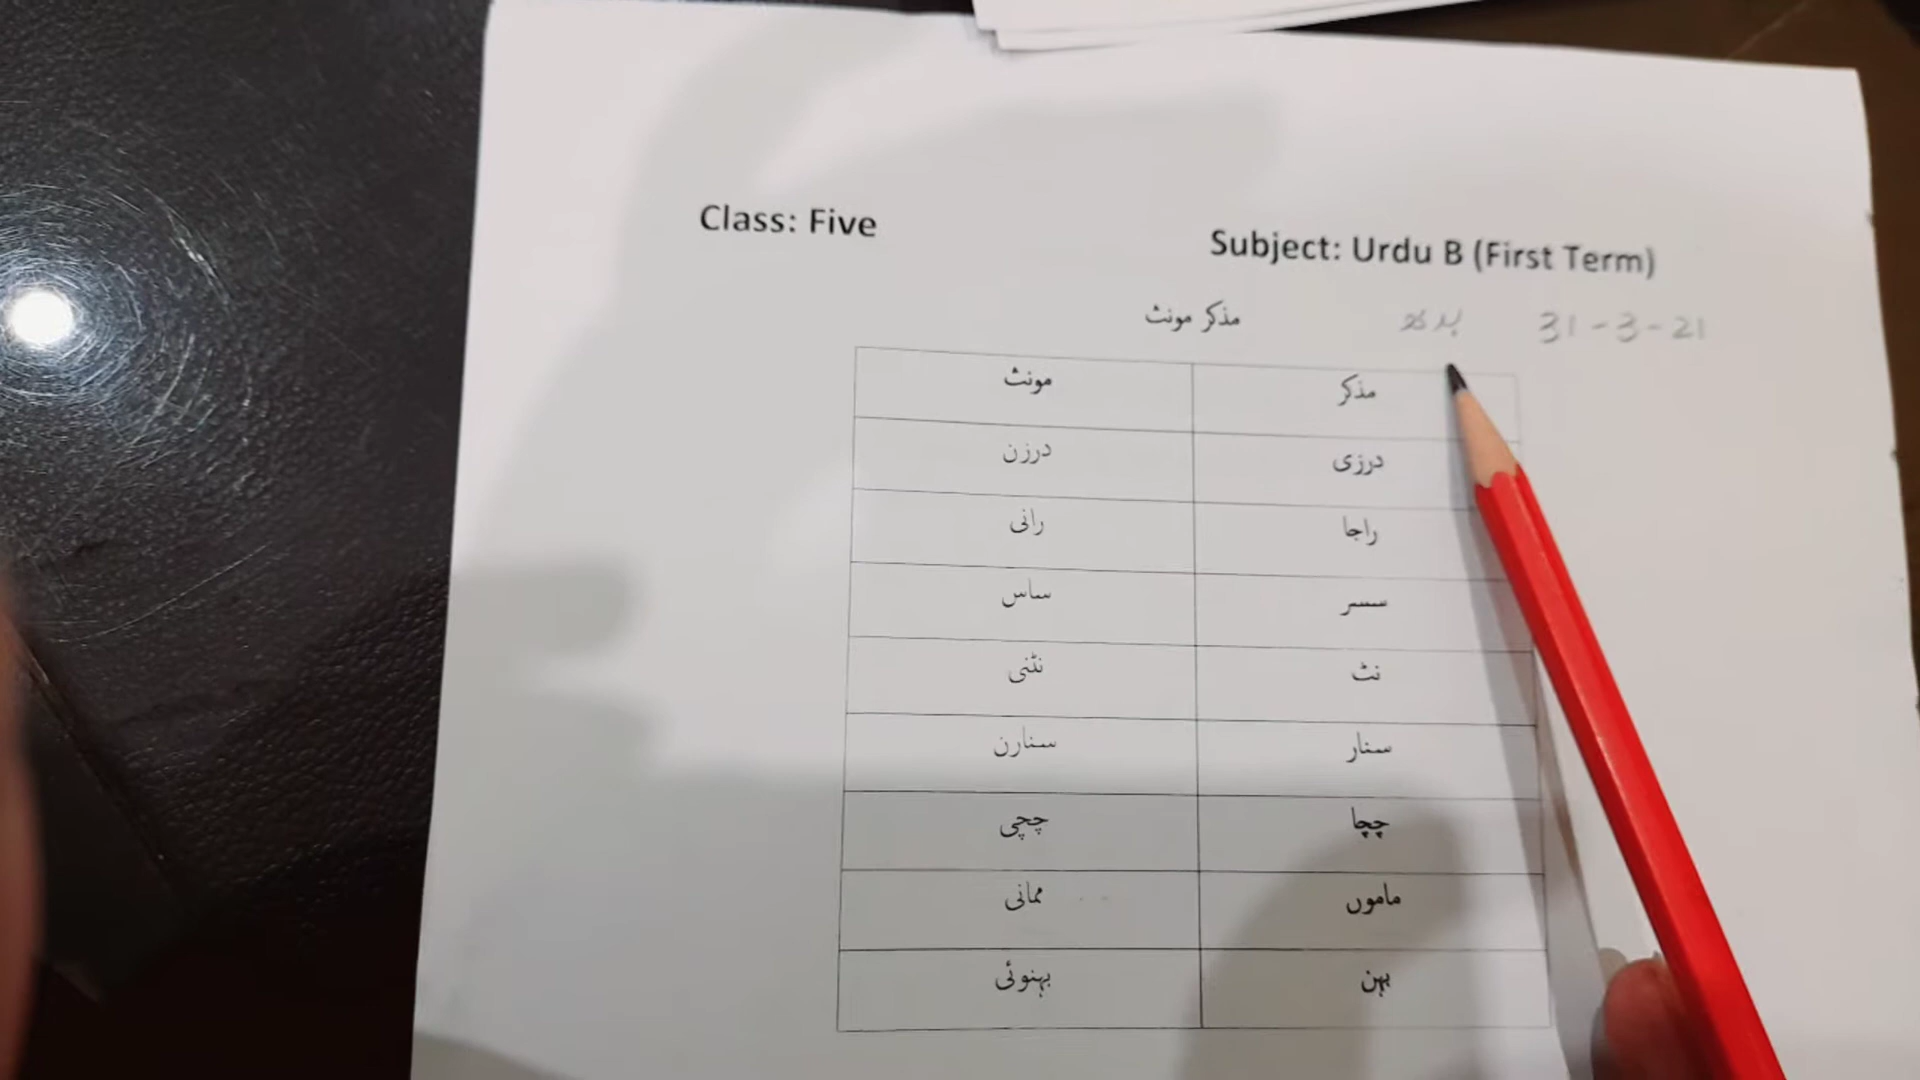 Class: Five
Subject: Urdu B (First Term)
مذکر مونث بدھ 31-3-21
مذکر مونث
درزی درزن
راجا رانی
سسر ساس
نٹ نٹنی
سنار سنارن
چچا چچی
ماموں ممانی
بہن بہنوئی